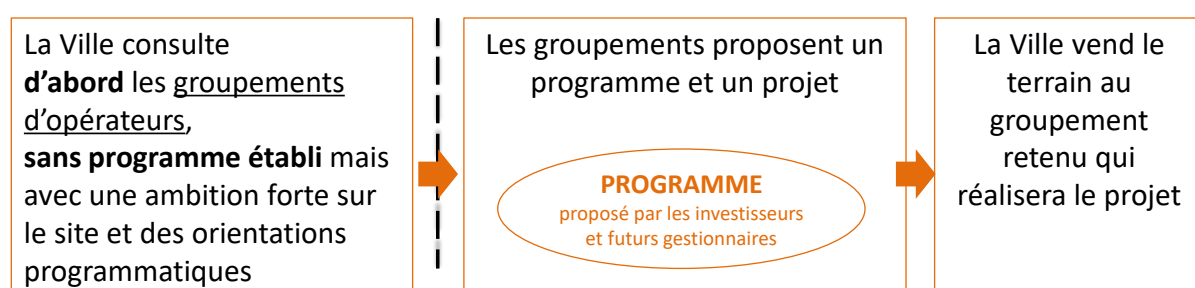 La Ville consulte
d’abord les groupements
d’opérateurs,
sans programme établi mais
avec une ambition forte sur
le site et des orientations
programmatiques
Les groupements proposent un
programme et un projet
PROGRAMME
proposé par les investisseurs
et futurs gestionnaires
La Ville vend le
terrain au
groupement
retenu qui
réalisera le projet